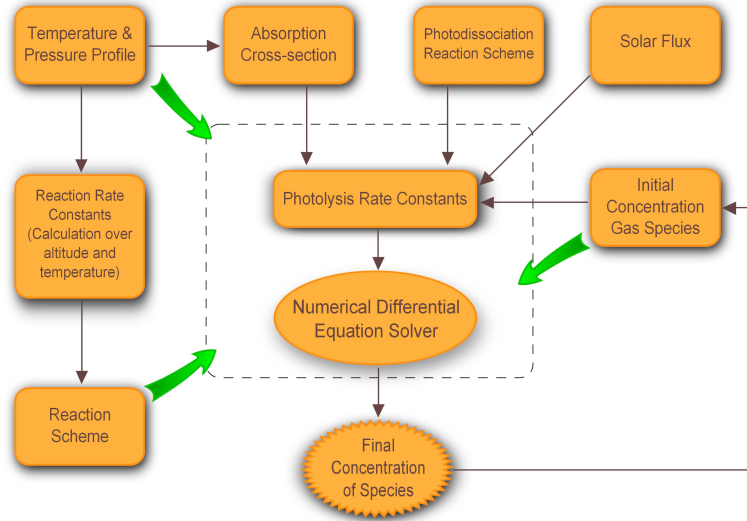 Temperature &
Pressure Profile
Absorption
Cross-section
Photodissociation
Reaction Scheme
Solar Flux
Reaction Rate
Constants
(Calculation over
altitude and
temperature)
Photolysis Rate Constants
Initial
Concentration
Gas Species
Numerical Differential
Equation Solver
Reaction
Scheme
Final
Concentration
of Species